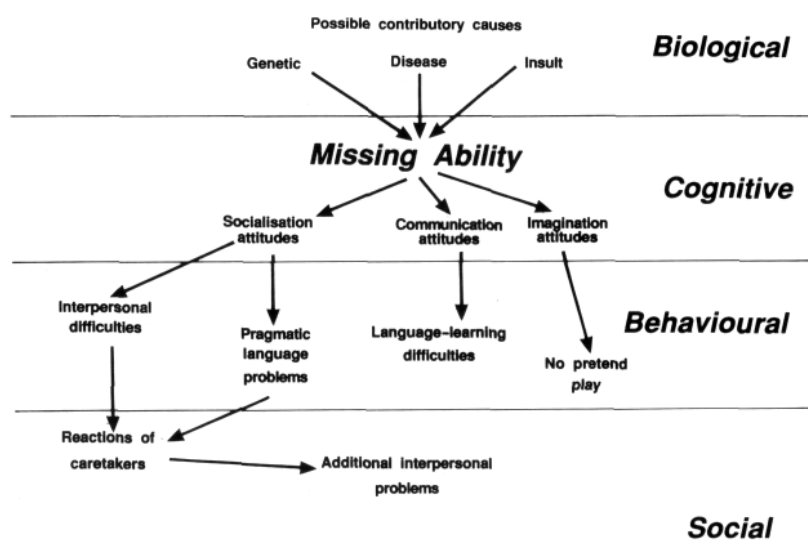 Possible contributory causes
Biological
Genetic
Disease
Insult
Missing Ability
Cognitive
Socialisation
attitudes
Communication
attitudes
Imagination
attitudes
Interpersonal
difficulties
Pragmatic
language
problems
Language-learning
difficulties
Behavioural
No pretend
play
Reactions of
caretakers
Additional interpersonal
problems
Social